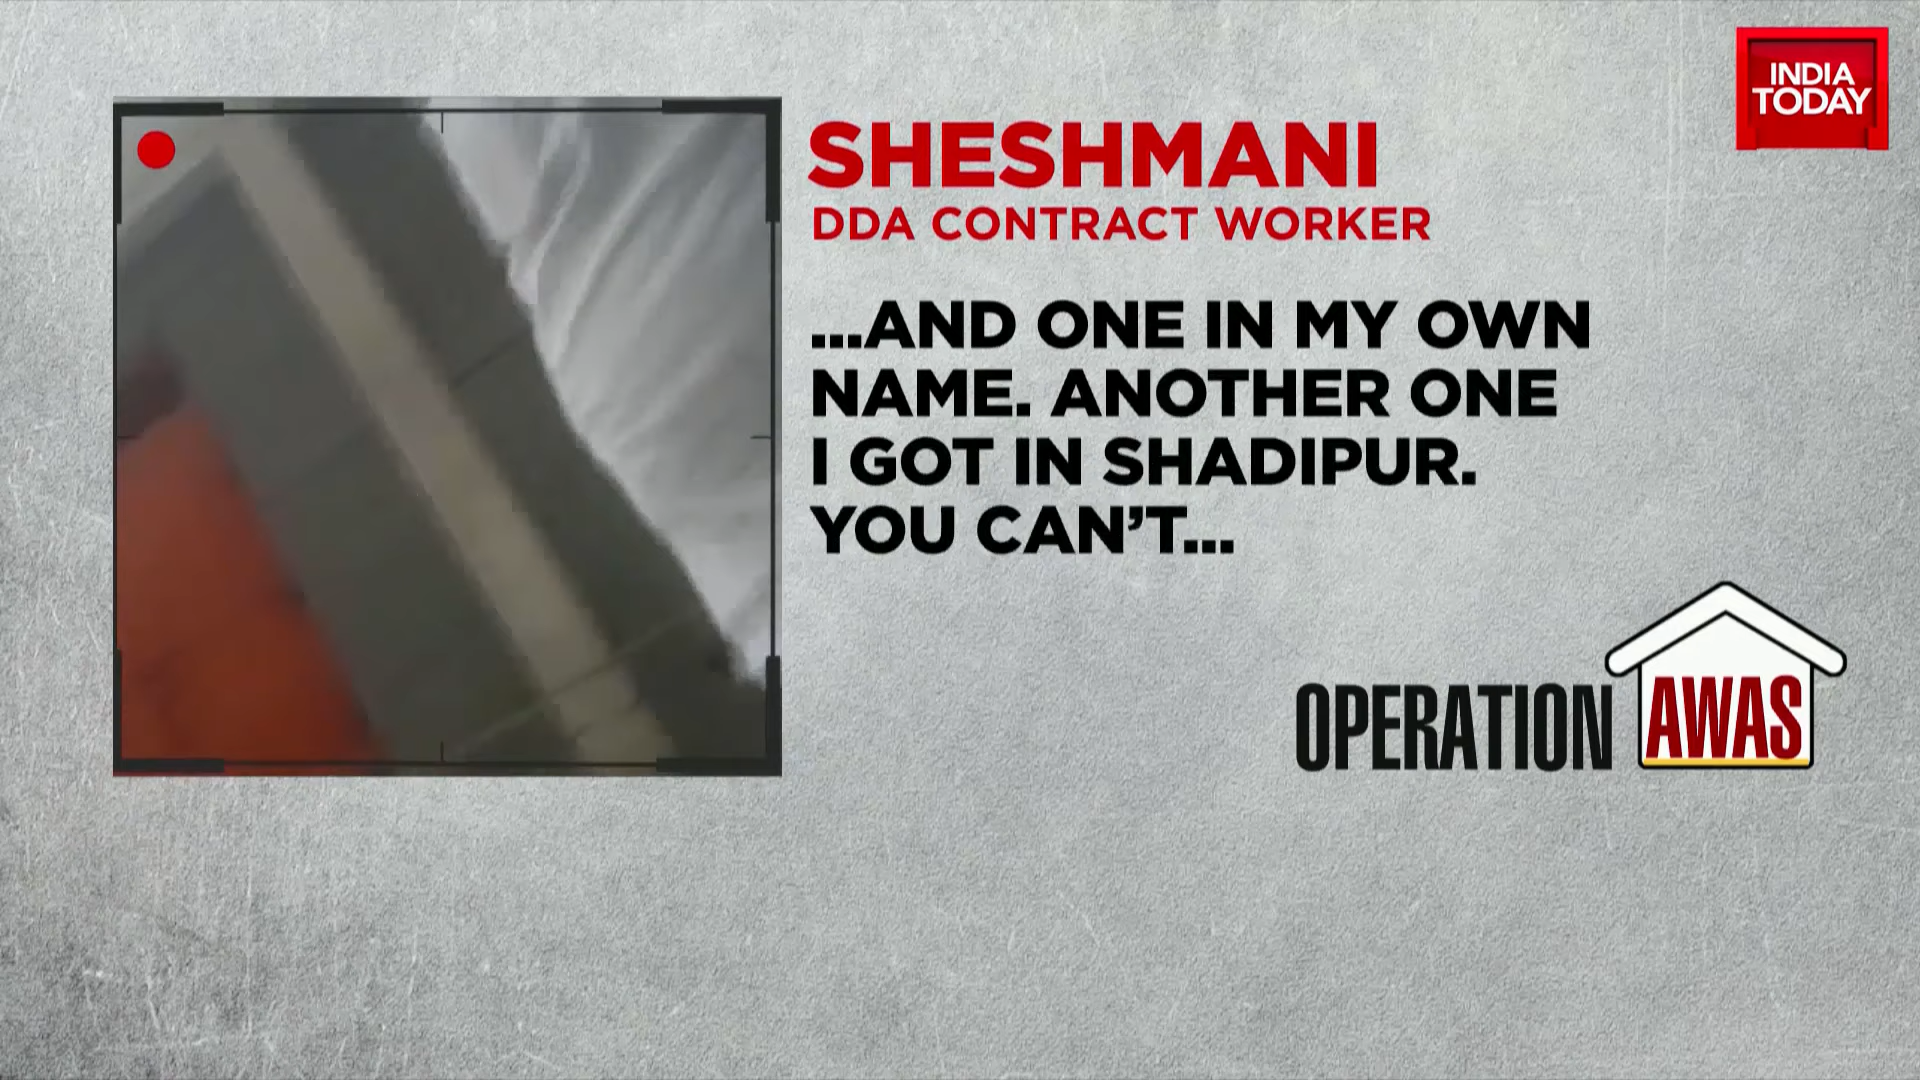 INDIA
TODAY
SHESHMANI
DDA CONTRACT WORKER
...AND ONE IN MY OWN
NAME. ANOTHER ONE
I GOT IN SHADIPUR.
YOU CAN’T...
OPERATION AWAS